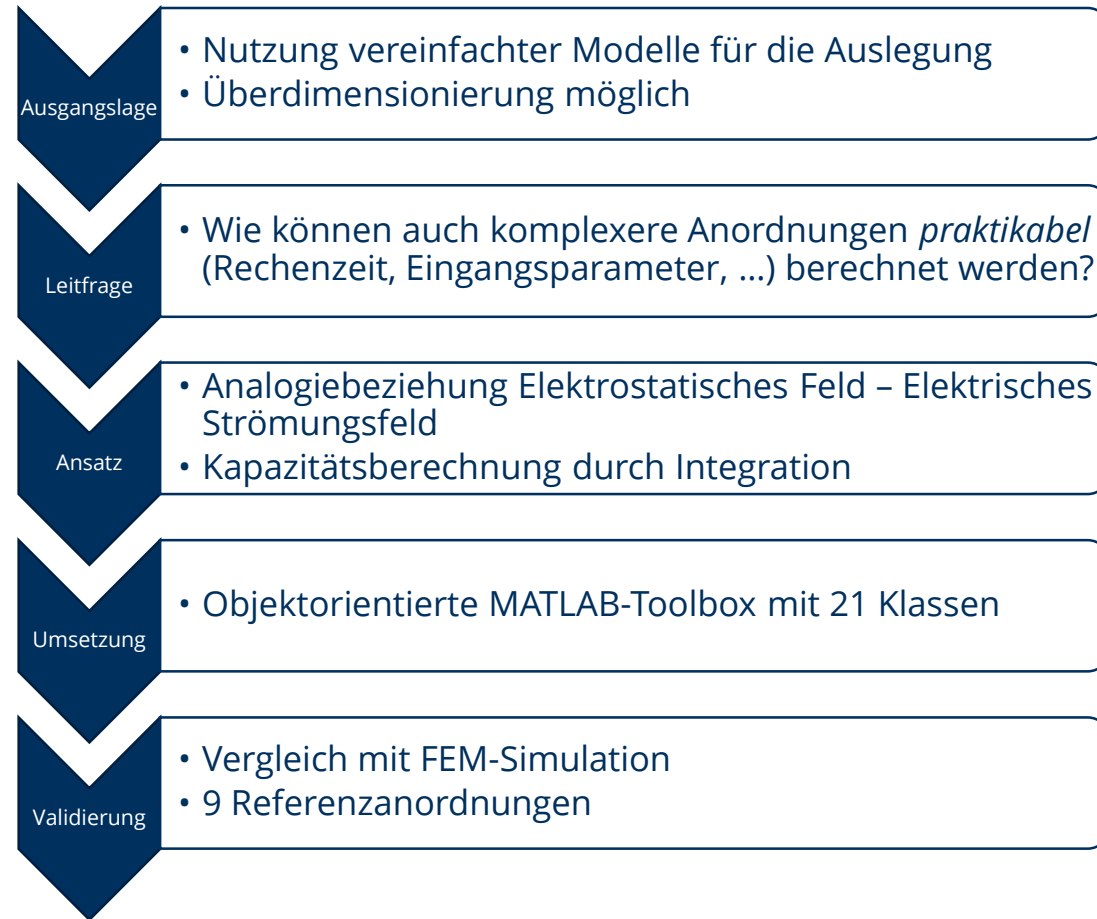 Ausgangslage
• Nutzung vereinfachter Modelle für die Auslegung
• Überdimensionierung möglich
Leitfrage
• Wie können auch komplexere Anordnungen praktikabel
(Rechenzeit, Eingangsparameter, ...) berechnet werden?
Ansatz
• Analogiebeziehung Elektrostatisches Feld – Elektrisches
Strömungsfeld
• Kapazitätsberechnung durch Integration
Umsetzung
• Objektorientierte MATLAB-Toolbox mit 21 Klassen
Validierung
• Vergleich mit FEM-Simulation
• 9 Referenzanordnungen